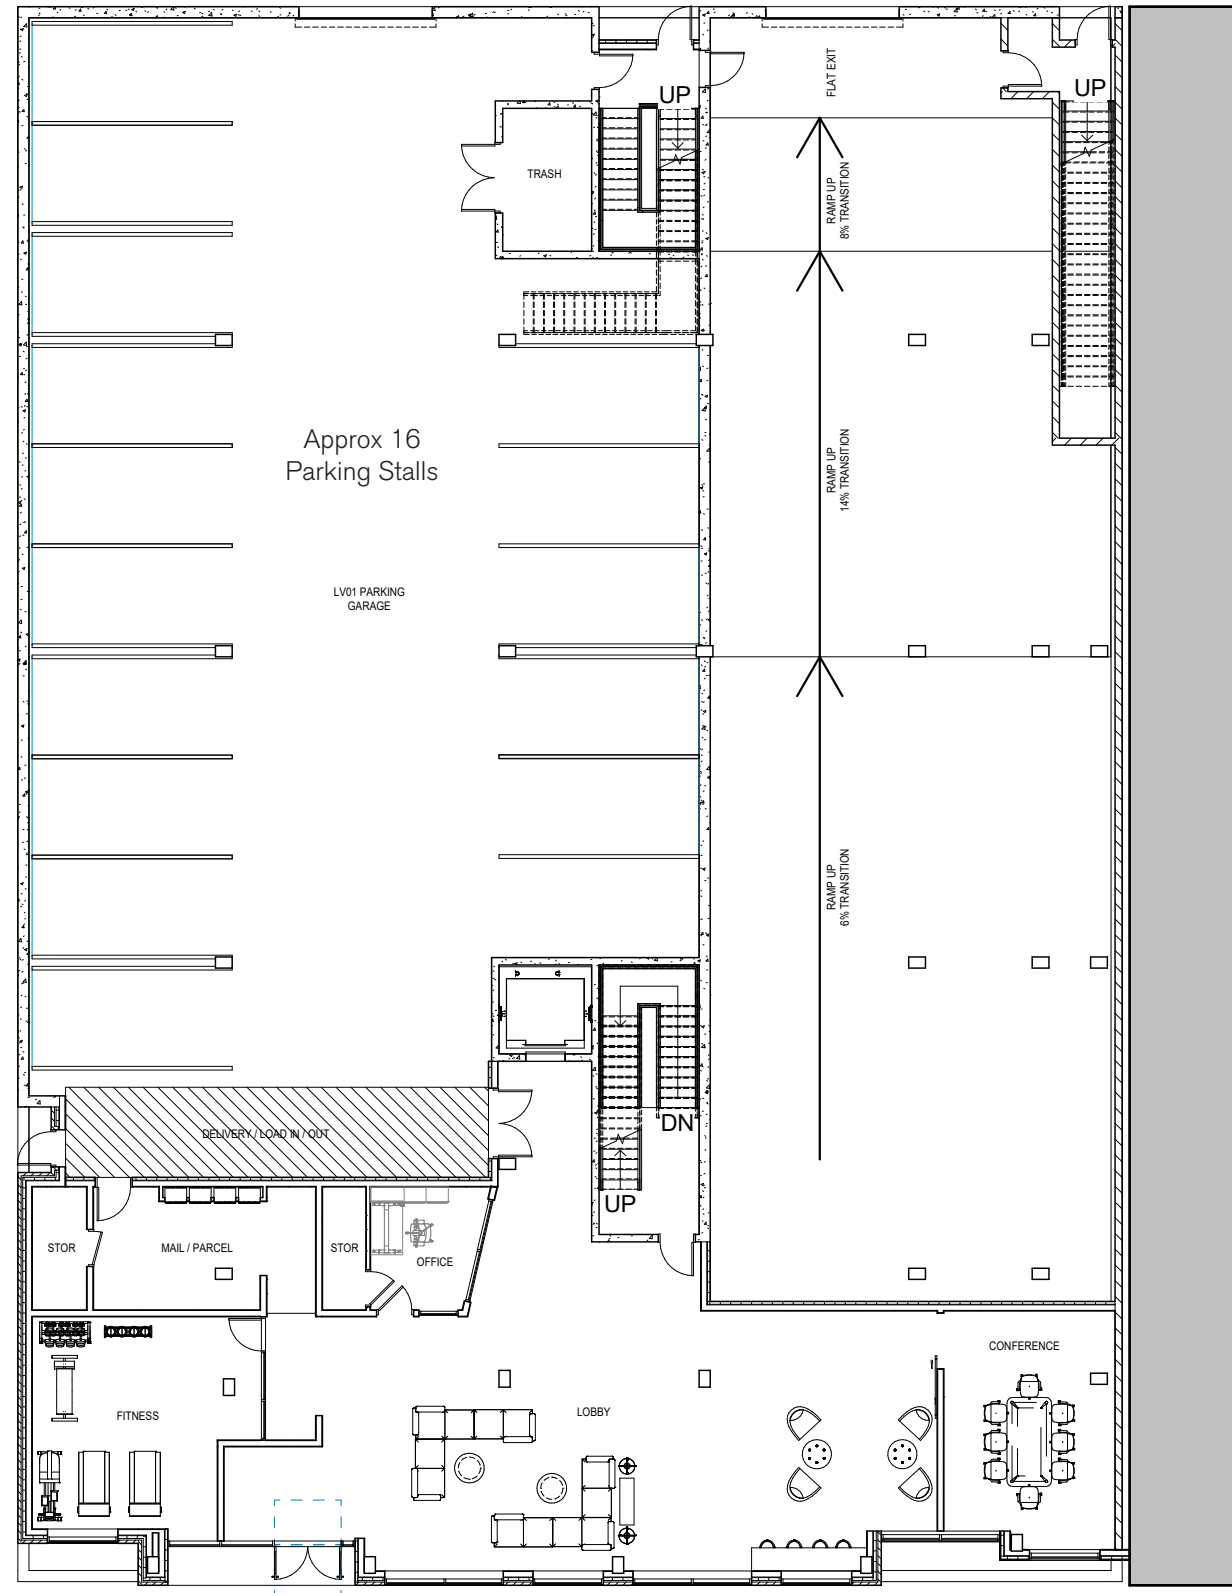 FLAT EXIT
UP
UP
TRASH
RAMP UP
8% TRANSITION
Approx 16
Parking Stalls
RAMP UP
14% TRANSITION
LV01 PARKING
GARAGE
RAMP UP
6% TRANSITION
DELIVERY / LOAD IN / OUT
DN
UP
STOR
MAIL / PARCEL
STOR
OFFICE
CONFERENCE
FITNESS
LOBBY